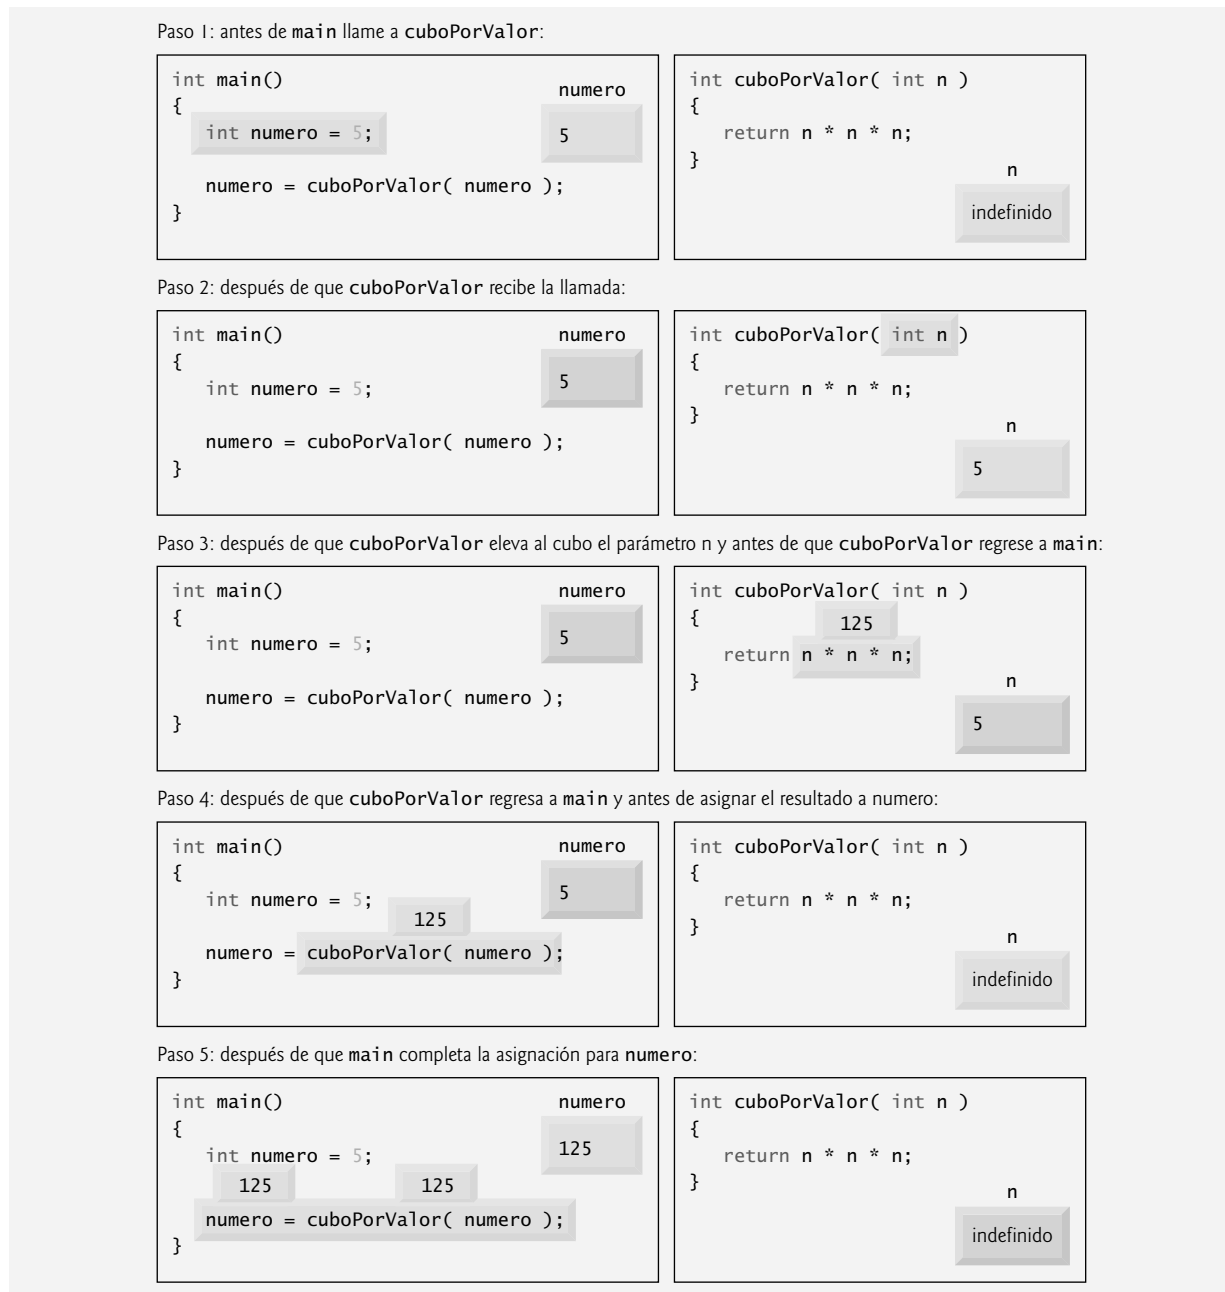 Paso 1: antes de main llame a cuboPorValor:
int main()
{
int numero = 5;
numero = cuboPorValor( numero );
}
numero
5
int cuboPorValor( int n )
{
return n * n * n;
}
n
indefinido
Paso 2: después de que cuboPorValor recibe la llamada:
int main()
{
int numero = 5;
numero = cuboPorValor( numero );
}
numero
5
int cuboPorValor( int n )
{
return n * n * n;
}
n
5
Paso 3: después de que cuboPorValor eleva al cubo el parámetro n y antes de que cuboPorValor regrese a main:
int main()
{
int numero = 5;
numero = cuboPorValor( numero );
}
numero
5
int cuboPorValor( int n )
{
125
return n * n * n;
}
n
5
Paso 4: después de que cuboPorValor regresa a main y antes de asignar el resultado a numero:
int main()
{
int numero = 5;
125
numero = cuboPorValor( numero );
}
numero
5
int cuboPorValor( int n )
{
return n * n * n;
}
n
indefinido
Paso 5: después de que main completa la asignación para numero:
int main()
{
int numero = 5;
125 125
numero = cuboPorValor( numero );
}
numero
125
int cuboPorValor( int n )
{
return n * n * n;
}
n
indefinido